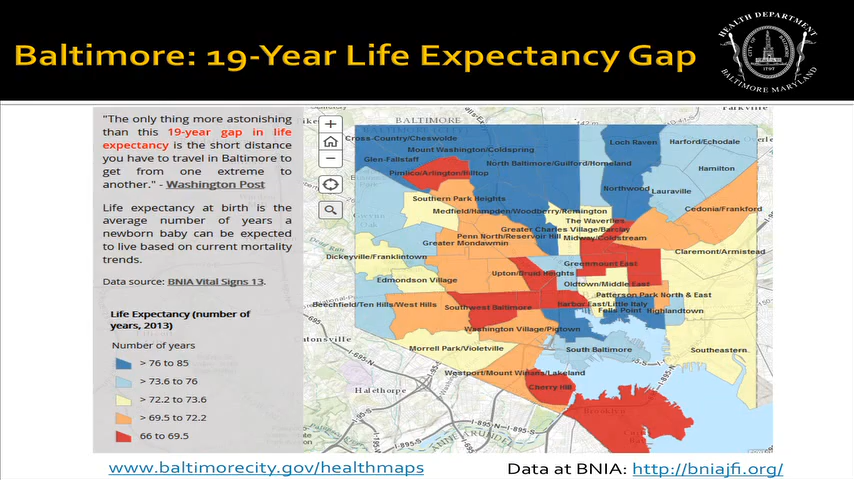 Baltimore: 19-Year Life Expectancy Gap
HEALTH DEPARTMENT
CITY OF BALTIMORE
1797
BALTIMORE MARYLAND
"The only thing more astonishing
than this 19-year gap in life
expectancy is the short distance
you have to travel in Baltimore to
get from one extreme to
another." - Washington Post
Life expectancy at birth is the
average number of years a
newborn baby can be expected
to live based on current mortality
trends.
Data source: BNIA Vital Signs 13.
Life Expectancy (number of
years, 2013)
Number of years
> 76 to 85
> 73.6 to 76
> 72.2 to 73.6
> 69.5 to 72.2
66 to 69.5
BALTIMORE
Cross-Country/Cheswolde
Mount Washington/Coldspring
Loch Raven
Harford/Echodale
Glen-Fallstaff
North Baltimore/Guilford/Homeland
Pimlico/Arlington/Hilltop
Hamilton
Northwood
Lauraville
Southern Park Heights
Medfield/Hampden/Woodberry/Remington
Cedonia/Frankford
The Waverlies
Greater Charles Village/Barclay
Penn North/Reservoir Hill
Midway/Coldstream
Greater Mondawmin
Claremont/Armistead
Dickeyville/Franklintown
Greenmount East
Upton/Druid Heights
Edmondson Village
Oldtown/Middle East
Patterson Park North & East
Beechfield/Ten Hills/West Hills
Southwest Baltimore
Harbor East/Little Italy
Fells Point
Highlandtown
Washington Village/Pigtown
Morrell Park/Violetville
South Baltimore
Southeastern
Westport/Mount Winans/Lakeland
Halethorpe
Cherry Hill
Brooklyn
I-695
I-895
ANNE ARUNDEL
www.baltimorecity.gov/healthmaps
Data at BNIA: http://bniajfi.org/